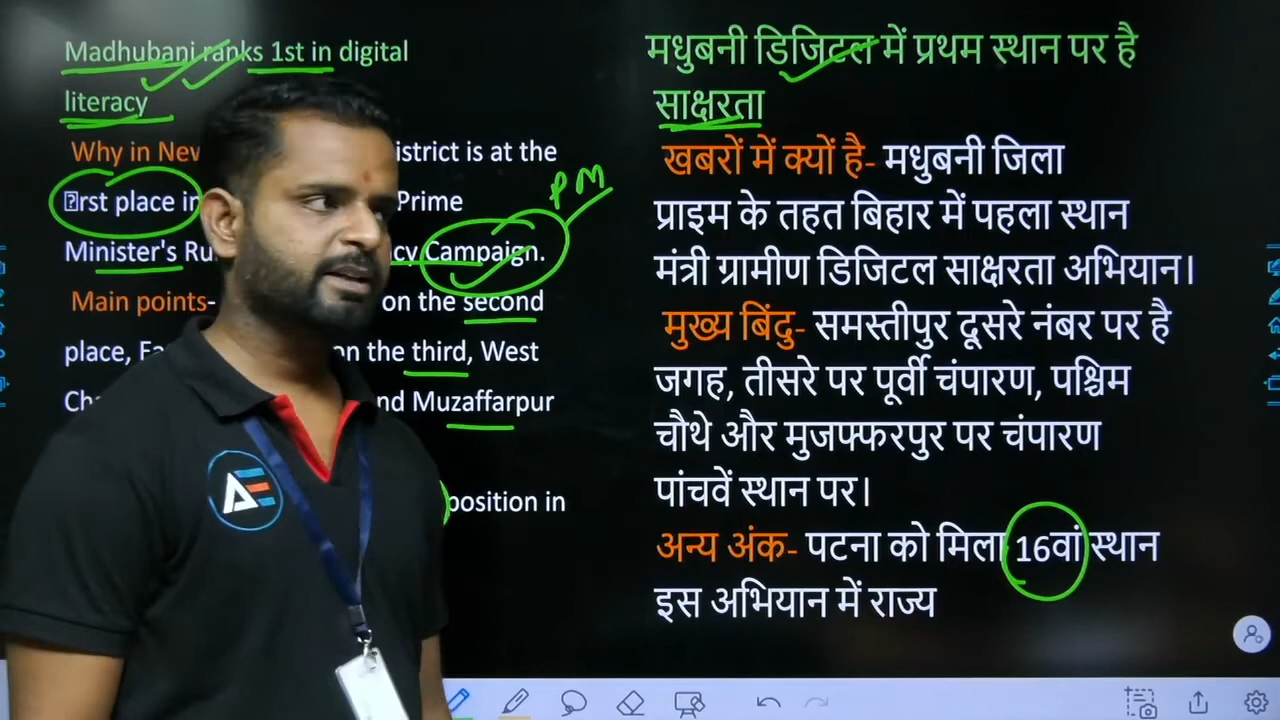 Madhubani ranks 1st in digital
literacy
Why in New
istrict is at the
rst place in
Prime
Minister's Ru
cy Campaign.
PM
Main points-
on the second
place, Ea
on the third, West
Ch
nd Muzaffarpur
position in
मधुबनी डिजिटल में प्रथम स्थान पर है
साक्षरता
खबरों में क्यों है- मधुबनी जिला
प्राइम के तहत बिहार में पहला स्थान
मंत्री ग्रामीण डिजिटल साक्षरता अभियान।
मुख्य बिंदु- समस्तीपुर दूसरे नंबर पर है
जगह, तीसरे पर पूर्वी चंपारण, पश्चिम
चौथे और मुजफ्फरपुर पर चंपारण
पांचवें स्थान पर।
अन्य अंक- पटना को मिला 16वां स्थान
इस अभियान में राज्य
AE